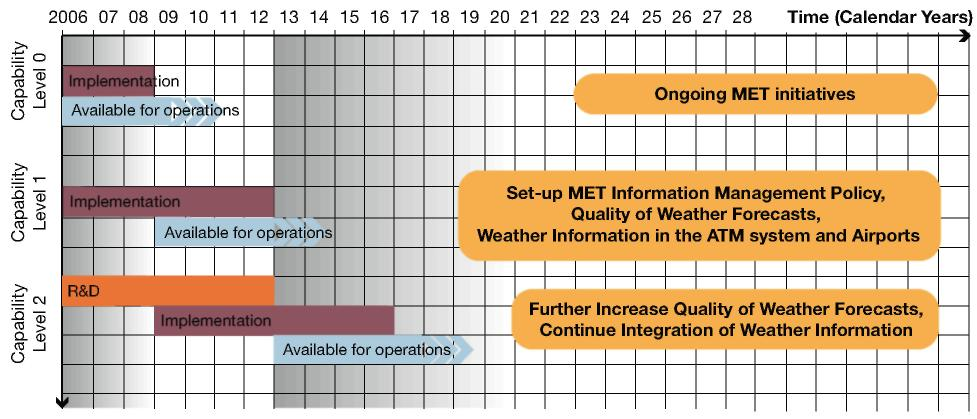 2006 07 08 09 10 11 12 13 14 15 16 17 18 19 20 22 23 24 25 26 27 28 Time (Calendar Years)
Capability
Level 0
Implementation
Available for operations
Ongoing MET initiatives
Capability
Level 1
Implementation
Available for operations
Set-up MET Information Management Policy,
Quality of Weather Forecasts,
Weather Information in the ATM system and Airports
Capability
Level 2
R&D
Implementation
Available for operations
Further Increase Quality of Weather Forecasts,
Continue Integration of Weather Information